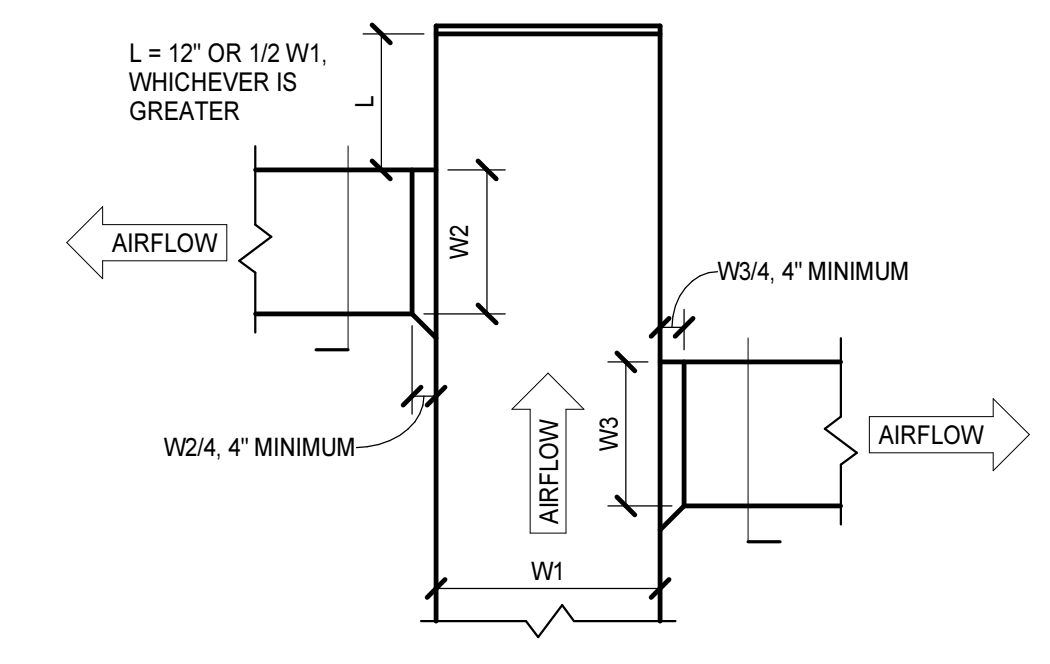 L = 12" OR 1/2 W1,
WHICHEVER IS
GREATER
L
AIRFLOW
W2
W3/4, 4" MINIMUM
W2/4, 4" MINIMUM
AIRFLOW
W3
AIRFLOW
W1